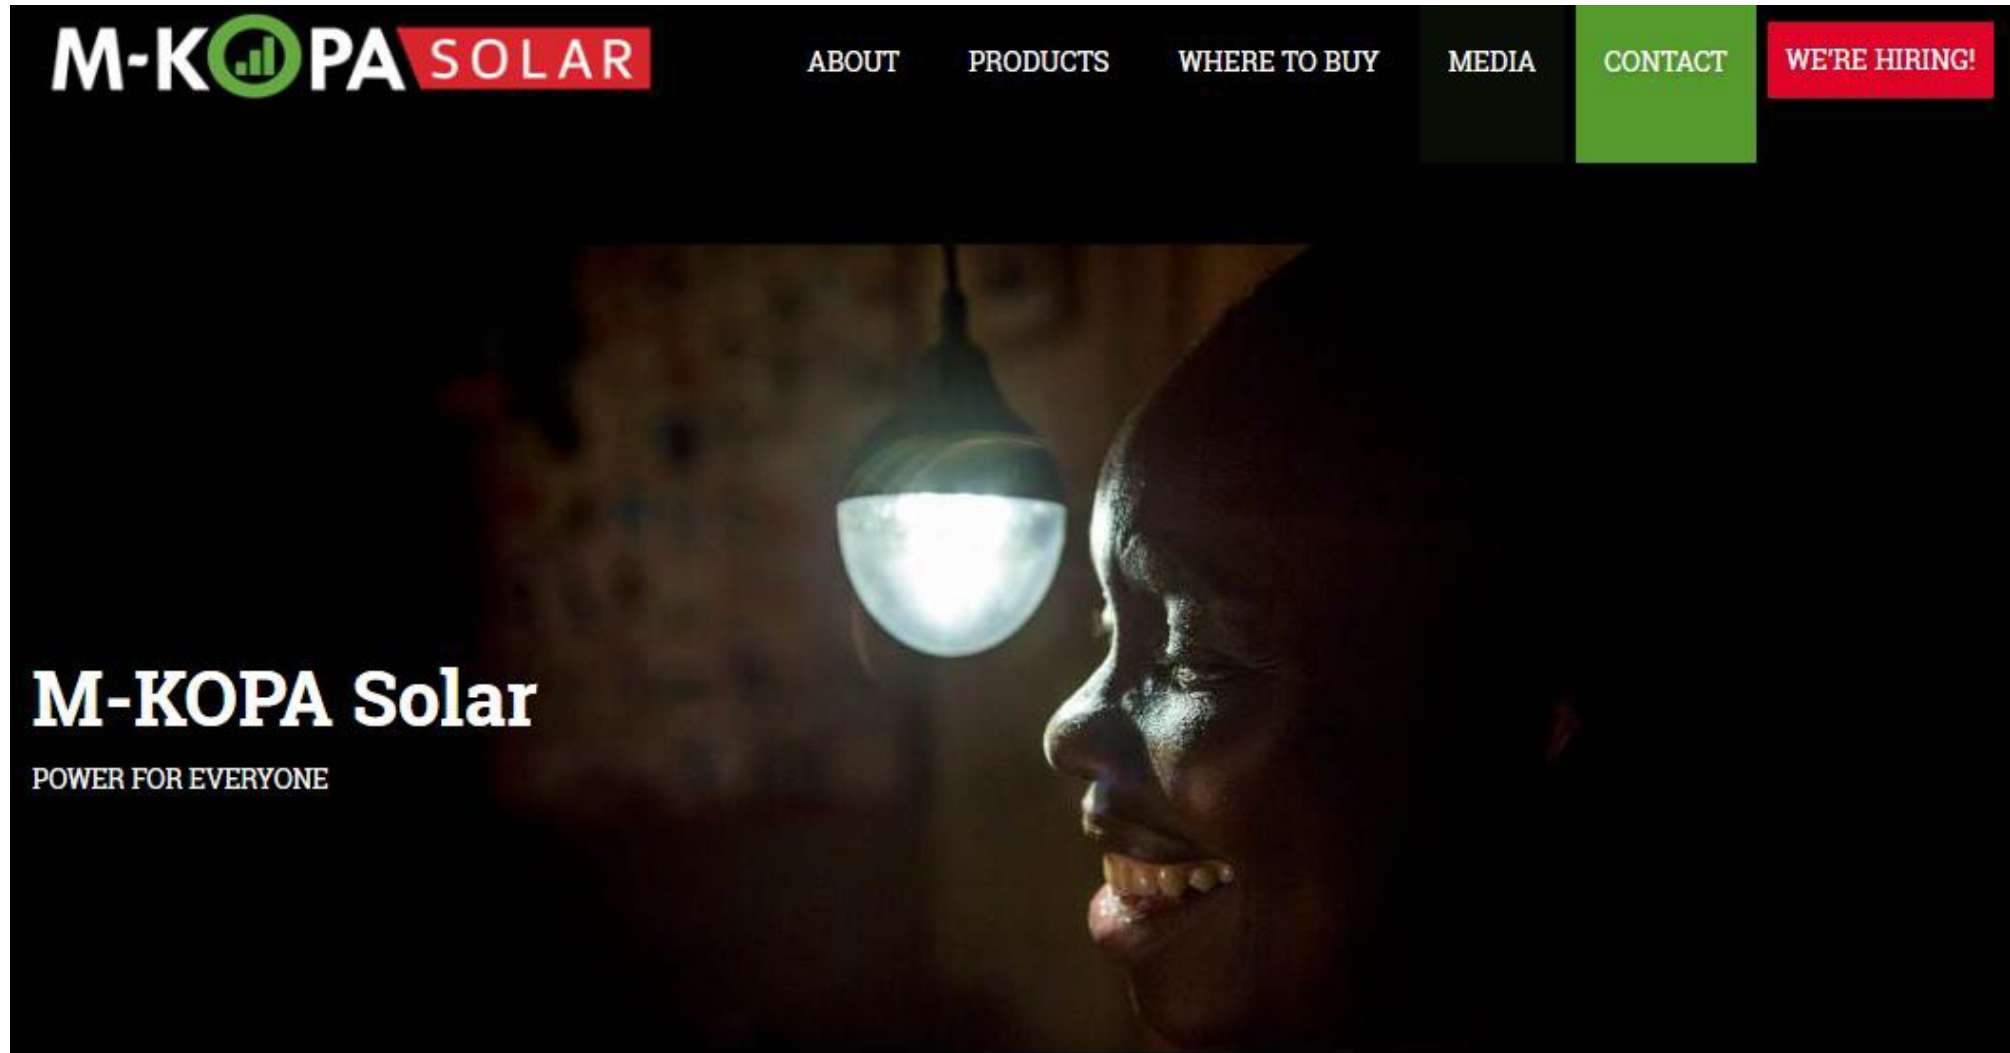 M-KOPA SOLAR
ABOUT PRODUCTS WHERE TO BUY MEDIA CONTACT WE'RE HIRING!
M-KOPA Solar
POWER FOR EVERYONE